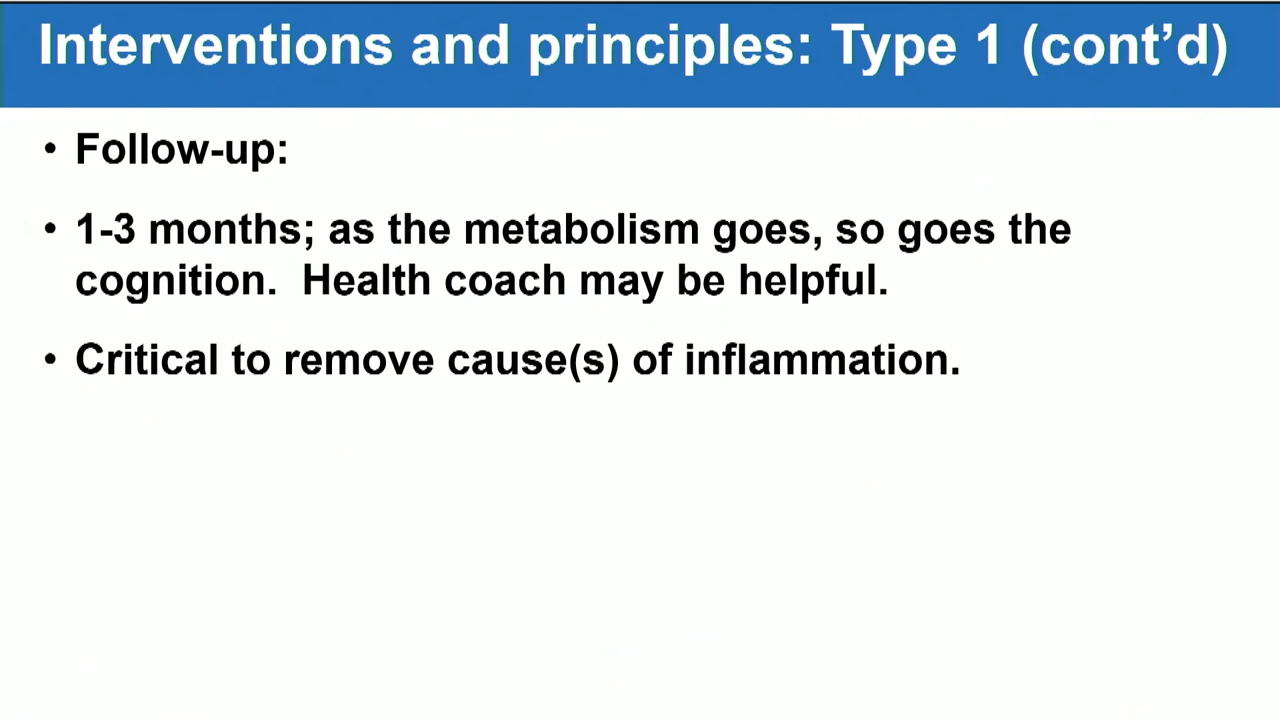 Interventions and principles: Type 1 (cont’d)
• Follow-up:
• 1-3 months; as the metabolism goes, so goes the
cognition.  Health coach may be helpful.
• Critical to remove cause(s) of inflammation.